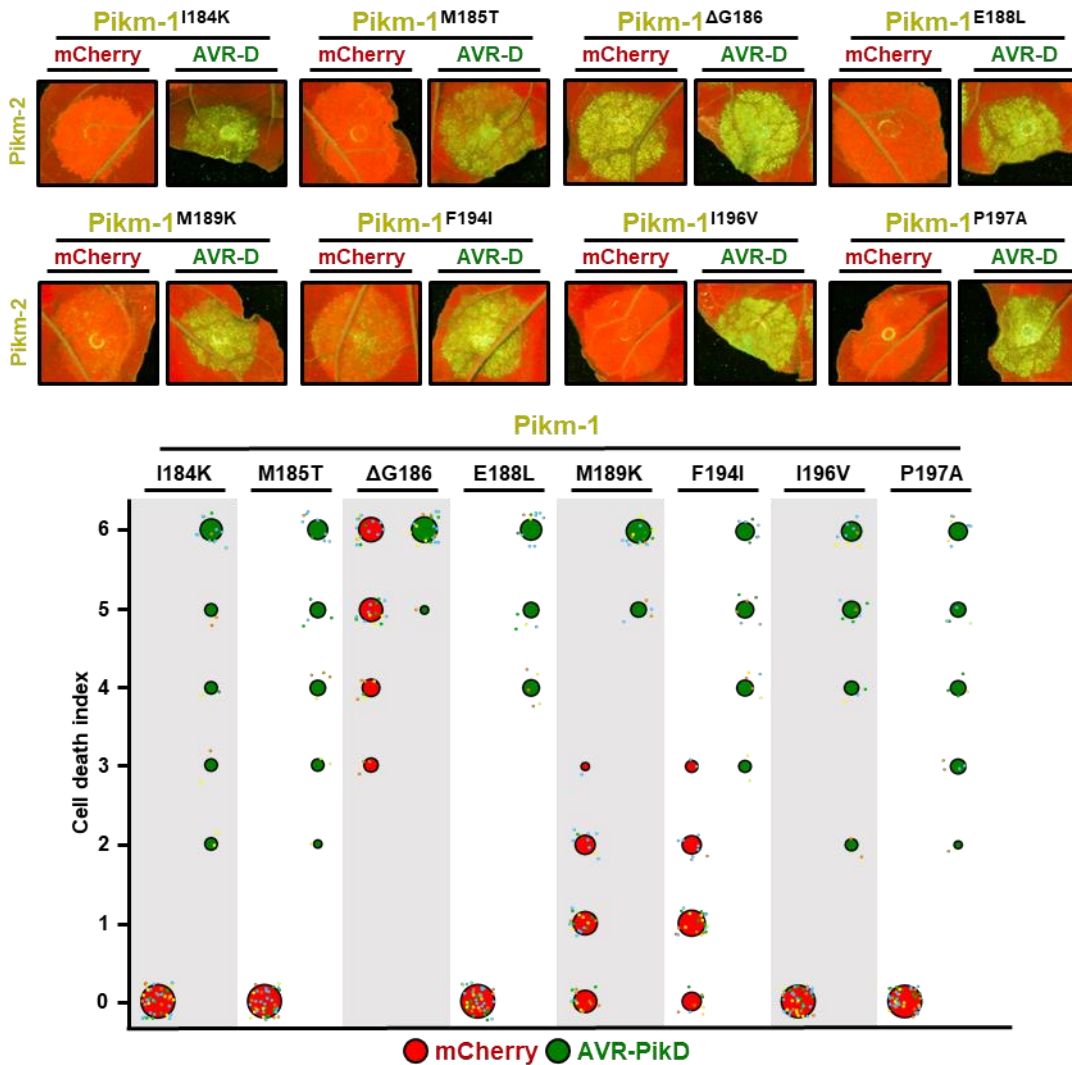 Pikm-1I184K Pikm-1M185T Pikm-1ΔG186 Pikm-1E188L
mCherry AVR-D mCherry AVR-D mCherry AVR-D mCherry AVR-D
Pikm-2
Pikm-1M189K Pikm-1F194I Pikm-1I196V Pikm-1P197A
mCherry AVR-D mCherry AVR-D mCherry AVR-D mCherry AVR-D
Pikm-2
Pikm-1
I184K M185T ΔG186 E188L M189K F194I I196V P197A
Cell death index
6
5
4
3
2
1
0
mCherry AVR-PikD